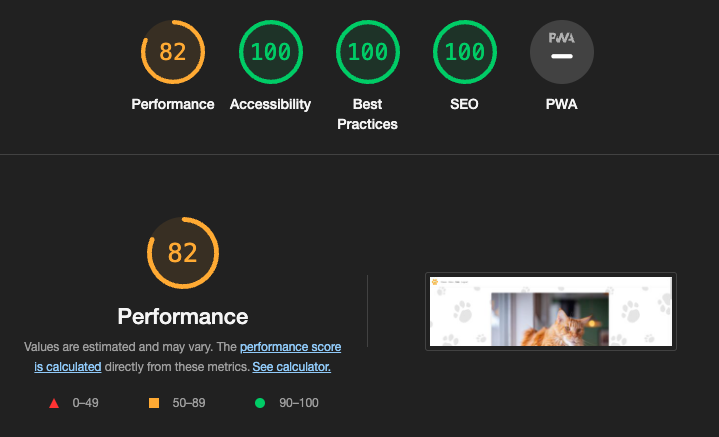 82
100
100
100
PWA
Performance
Accessibility
Best
Practices
SEO
PWA
82
Performance
Values are estimated and may vary. The performance score
is calculated directly from these metrics. See calculator.
0–49
50–89
90–100